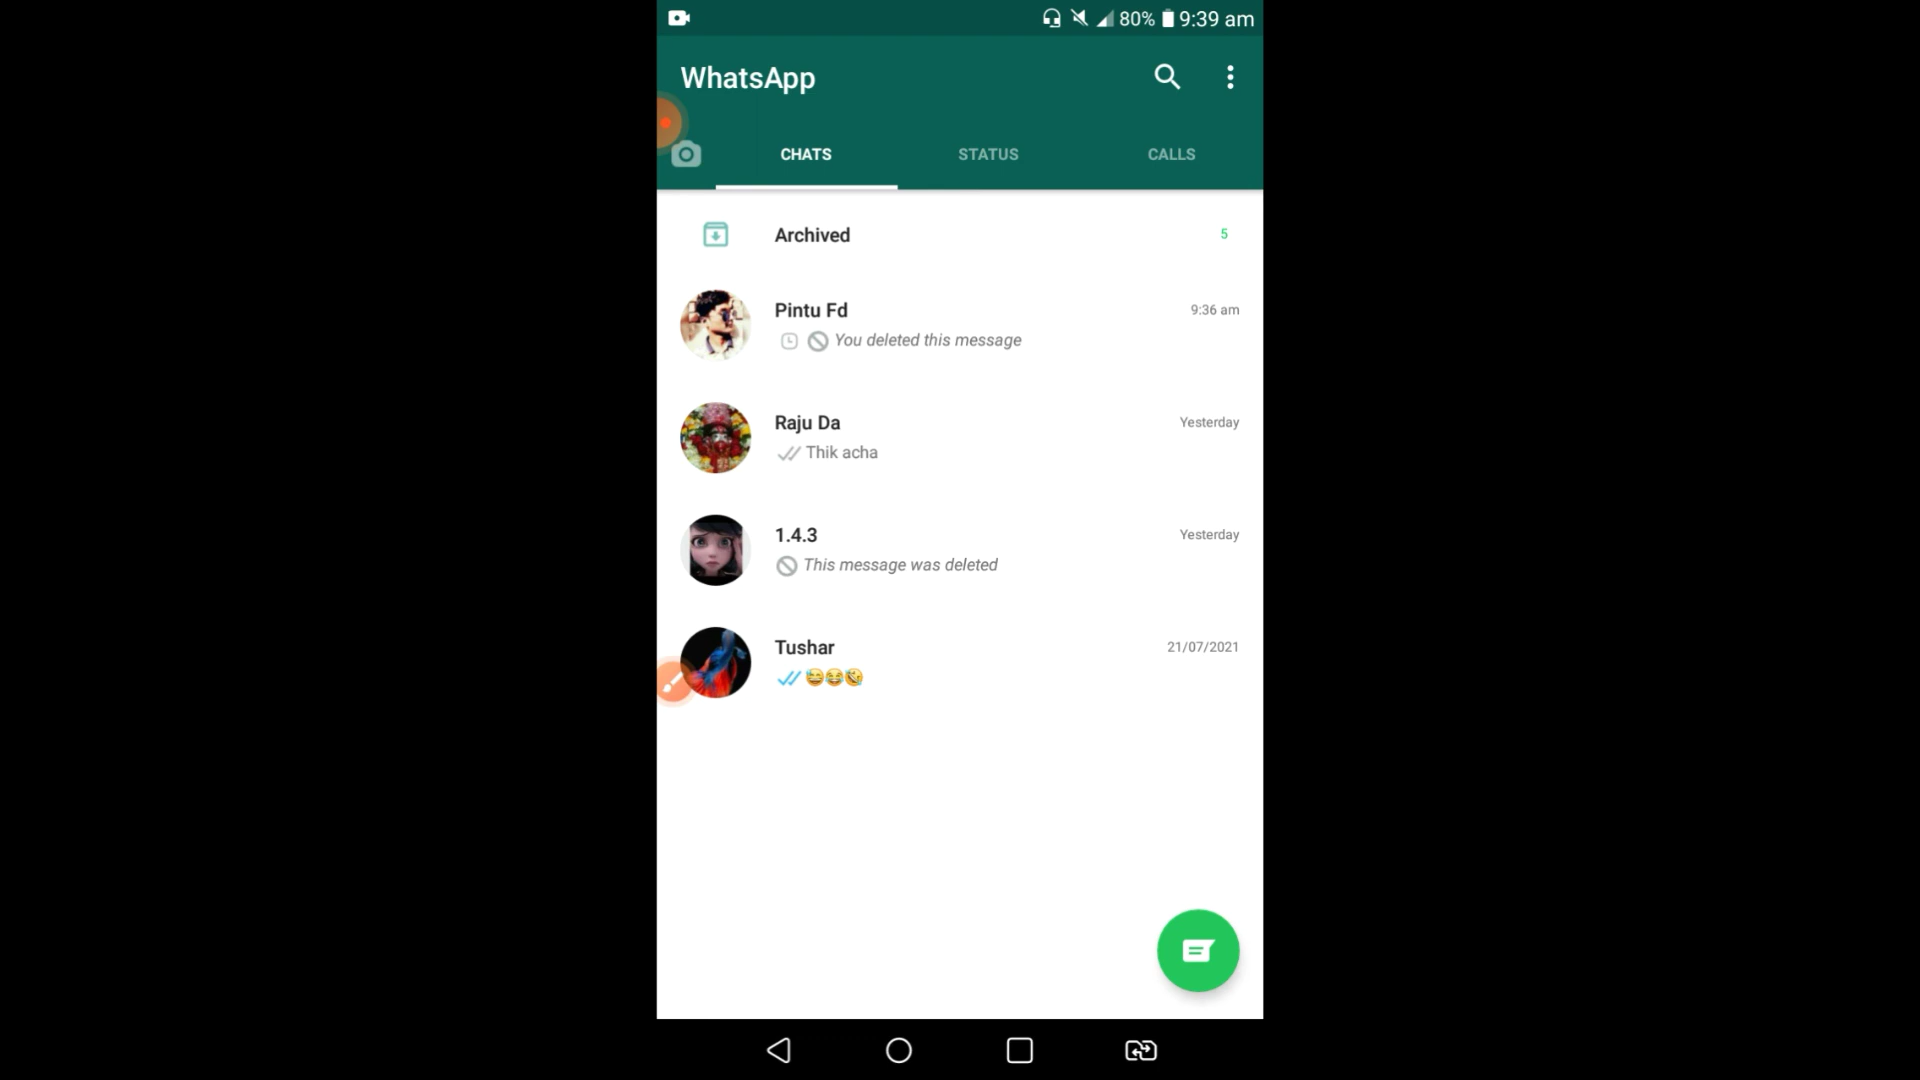 80% 9:39 am
WhatsApp
CHATS STATUS CALLS
Archived 5
Pintu Fd 9:36 am
You deleted this message
Raju Da Yesterday
Thik acha
1.4.3 Yesterday
This message was deleted
Tushar 21/07/2021
😅😂🤣